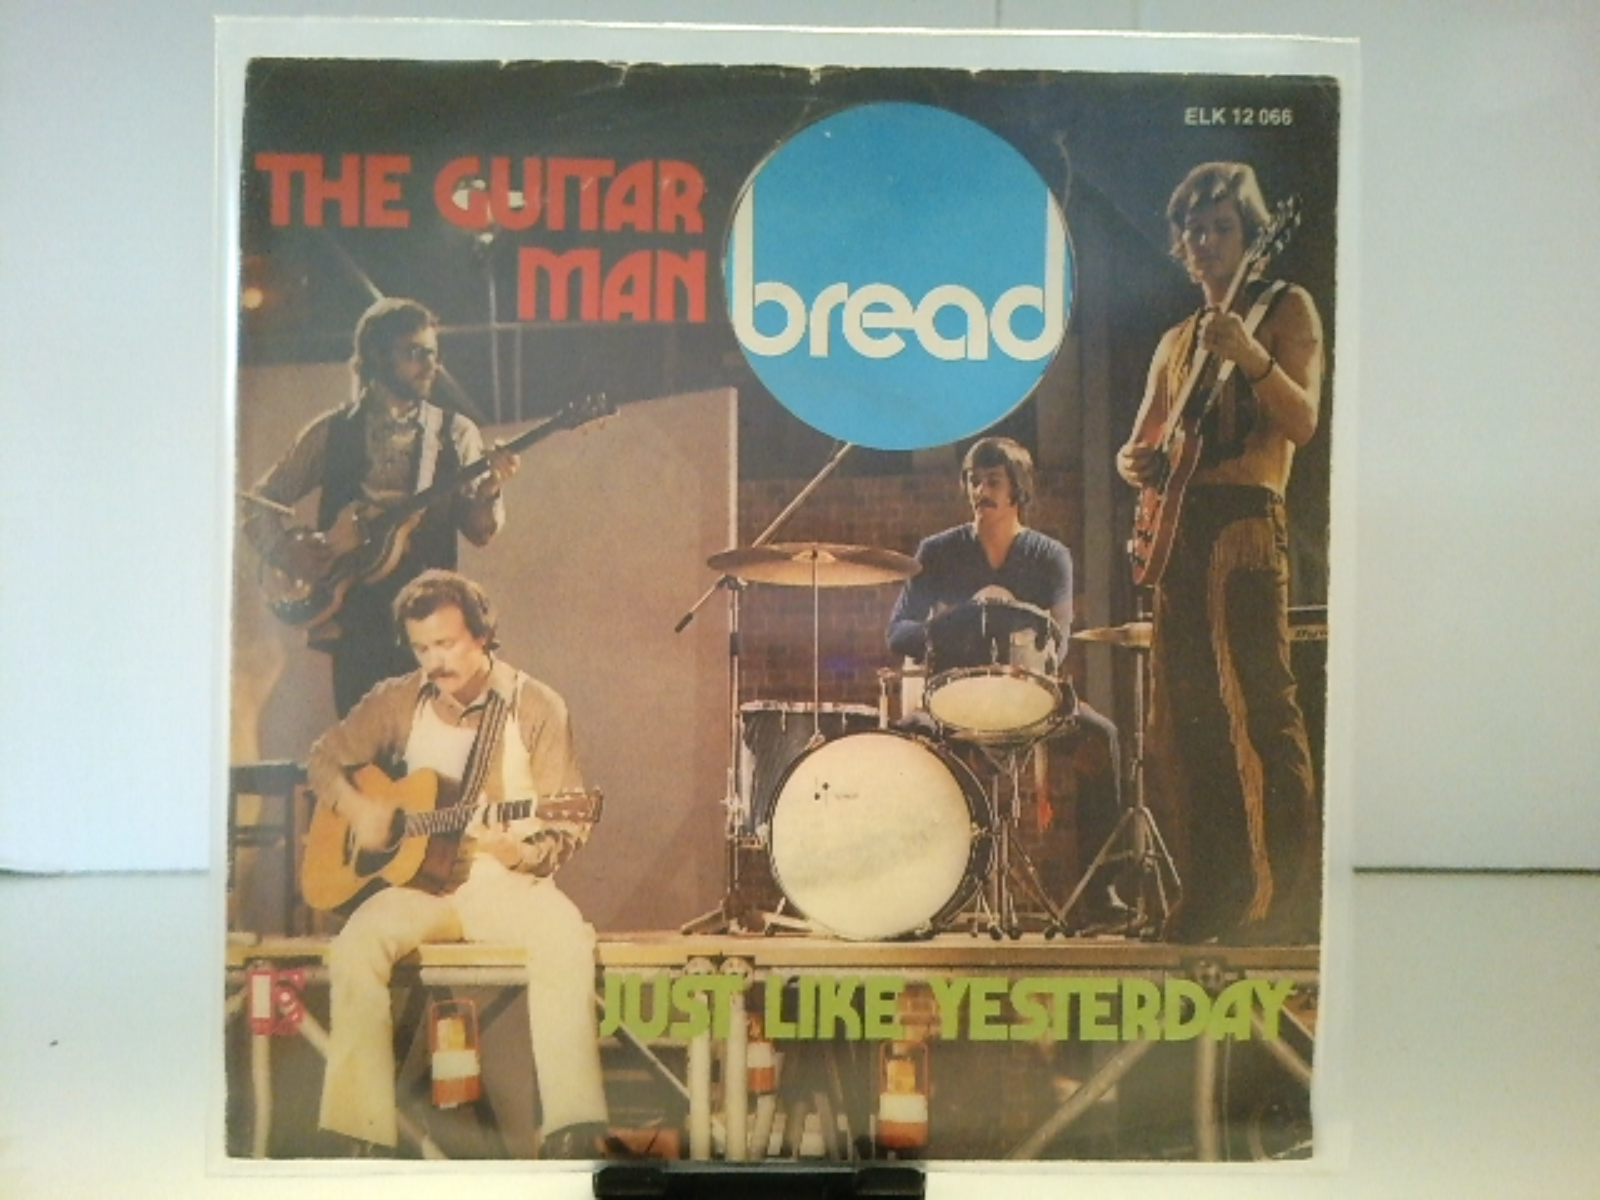 ELK 12 066
THE GUITAR
MAN
bread
JUST LIKE YESTERDAY